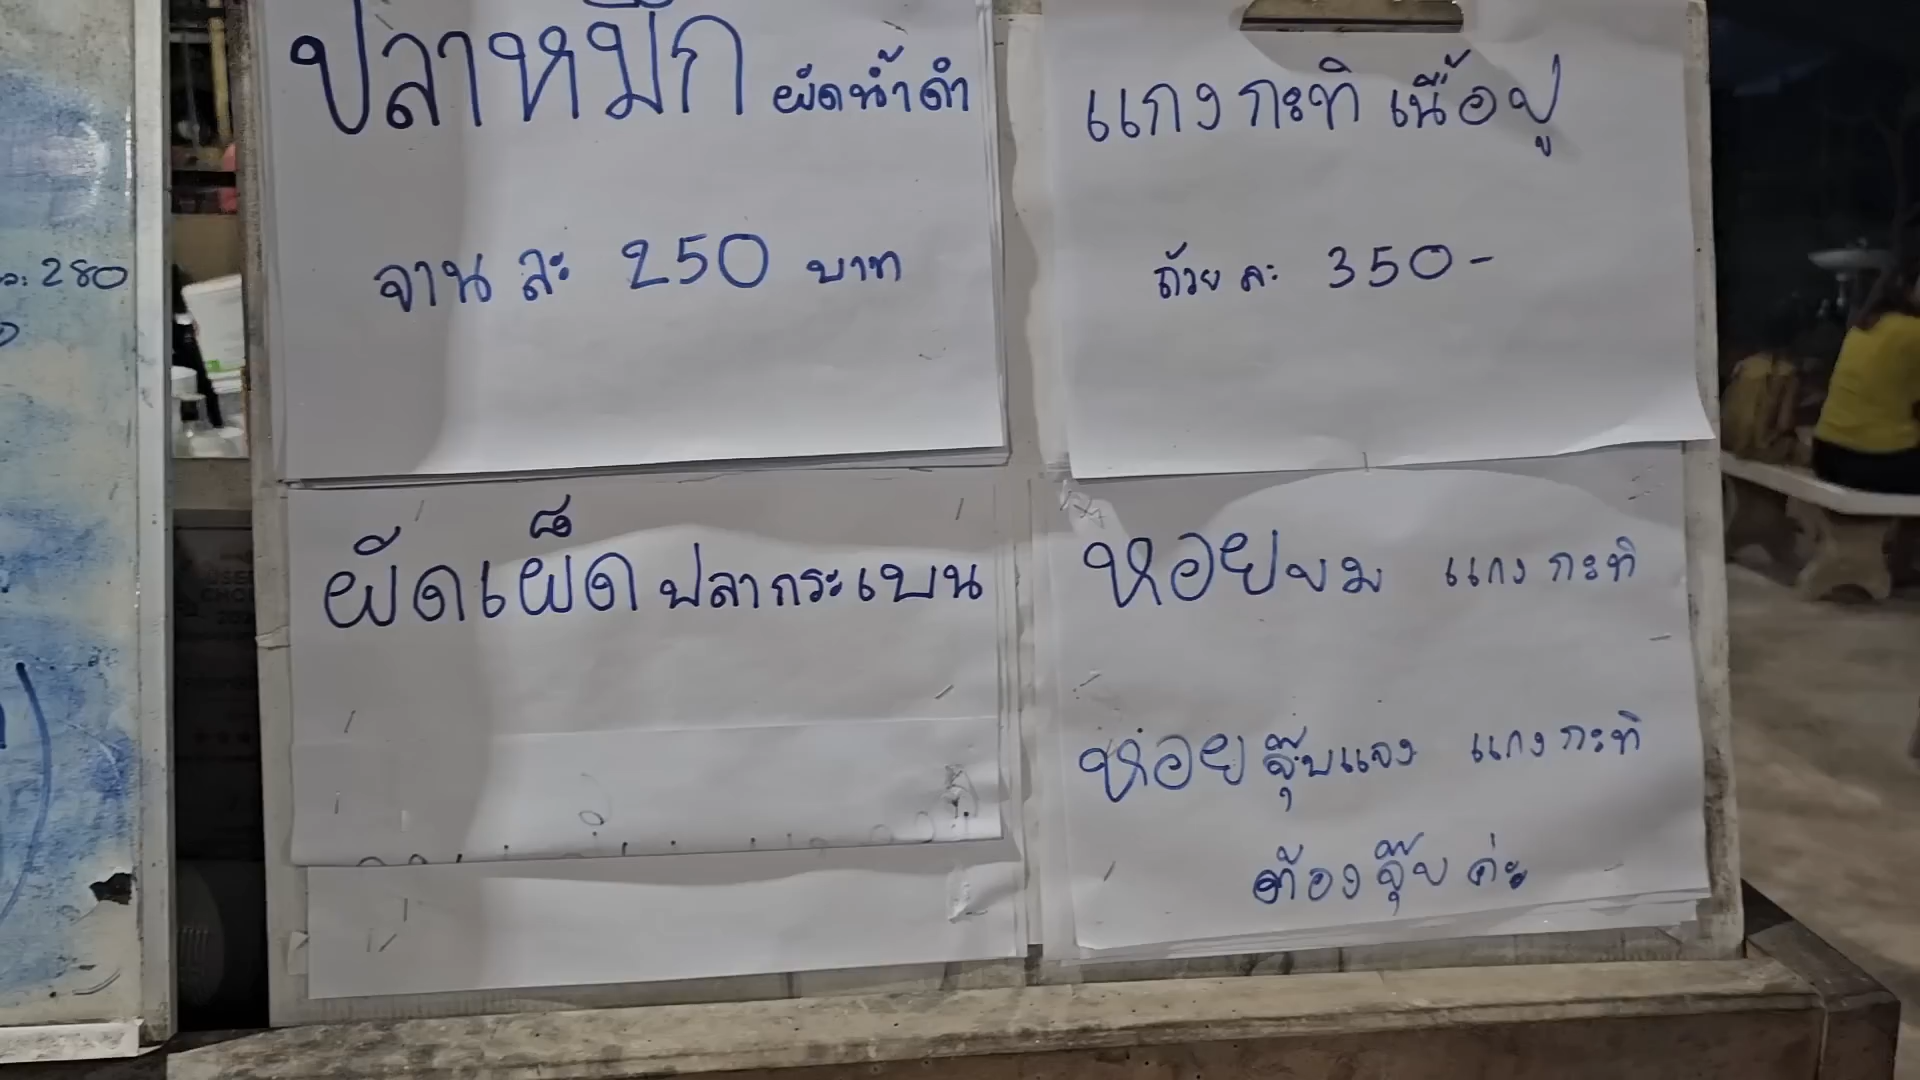 ปลาหมึก ผัดน้ำดำ
จานละ 250 บาท
แกงกะทิ เนื้อปู
ถ้วยละ 350-
ผัดเผ็ด ปลากระเบน
หอยขม แกงกะทิ
หอยจุ๊บแจง แกงกะทิ
ต้องจุ๊บ ค่ะ
280